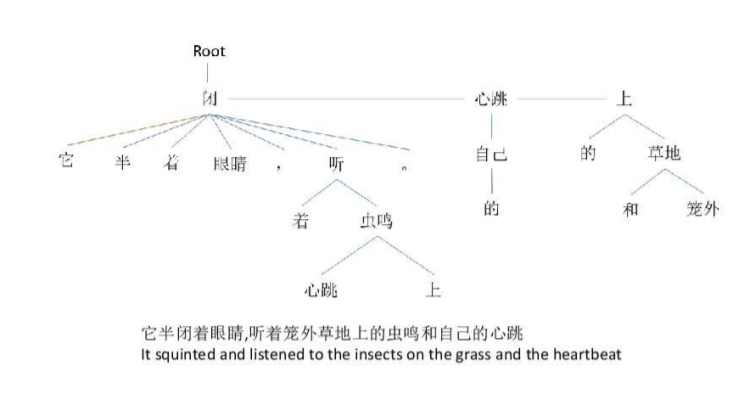 Root
闭 心跳 上
它 半 着 眼睛 , 听 。 自己 的 草地
着 虫鸣 的 和 笼外
心跳 上
它半闭着眼睛,听着笼外草地上的虫鸣和自己的心跳
It squinted and listened to the insects on the grass and the heartbeat